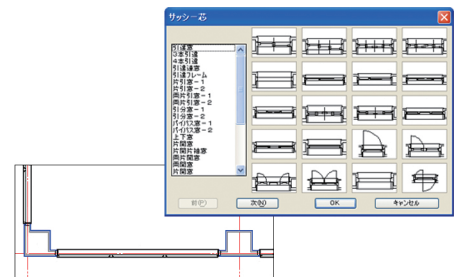 サッシー芯
引違窓
3本引違
4本引違
引違連窓
引違フレーム
片引窓－1
片引窓－2
両片引窓－1
両片引窓－2
引分窓－1
引分窓－2
バイパス窓－1
バイパス窓－2
上下窓
片開窓
片開片袖窓
両片開窓
両開窓
片開窓
前(P)
次(N)
OK
キャンセル